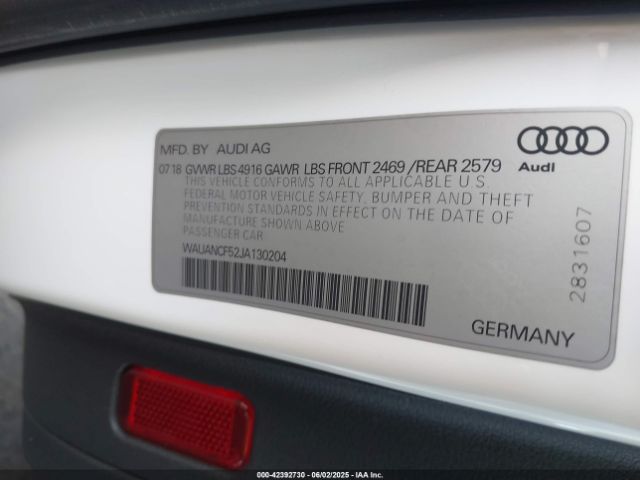 MFD. BY AUDI AG
07 18 GVWR LBS 4916 GAWR LBS FRONT 2469 /REAR 2579
THIS VEHICLE CONFORMS TO ALL APPLICABLE U.S.
FEDERAL MOTOR VEHICLE SAFETY, BUMPER AND THEFT
PREVENTION STANDARDS IN EFFECT ON THE DATE OF
MANUFACTURE SHOWN ABOVE
PASSENGER CAR
WAUANCF52JA130204
Audi
2831607
GERMANY
000-42392730 - 06/02/2025 - IAAI, Inc.